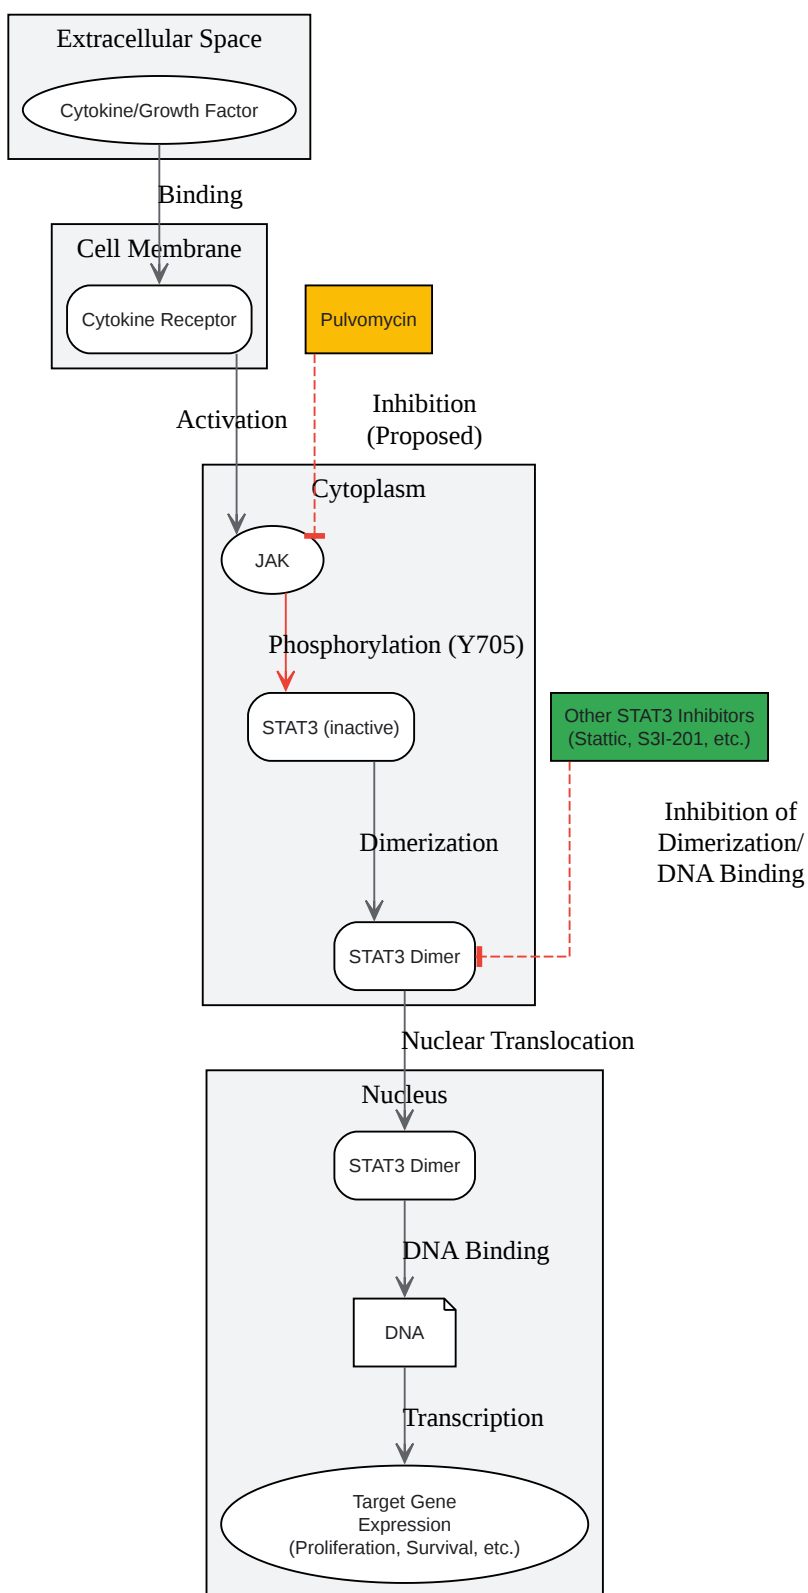 Extracellular Space
Cytokine/Growth Factor
Binding
Cell Membrane
Cytokine Receptor
Pulvomycin
Activation
Inhibition
(Proposed)
Cytoplasm
JAK
Phosphorylation (Y705)
STAT3 (inactive)
Other STAT3 Inhibitors
(Stattic, S3I-201, etc.)
Dimerization
Inhibition of
Dimerization/
DNA Binding
STAT3 Dimer
Nuclear Translocation
Nucleus
STAT3 Dimer
DNA Binding
DNA
Transcription
Target Gene
Expression
(Proliferation, Survival, etc.)